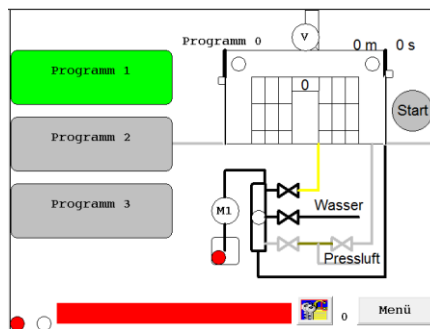 Programm 0
V
0 m 0 s
Programm 1
0
Start
Programm 2
Programm 3
M1
Wasser
Pressluft
0
Menü